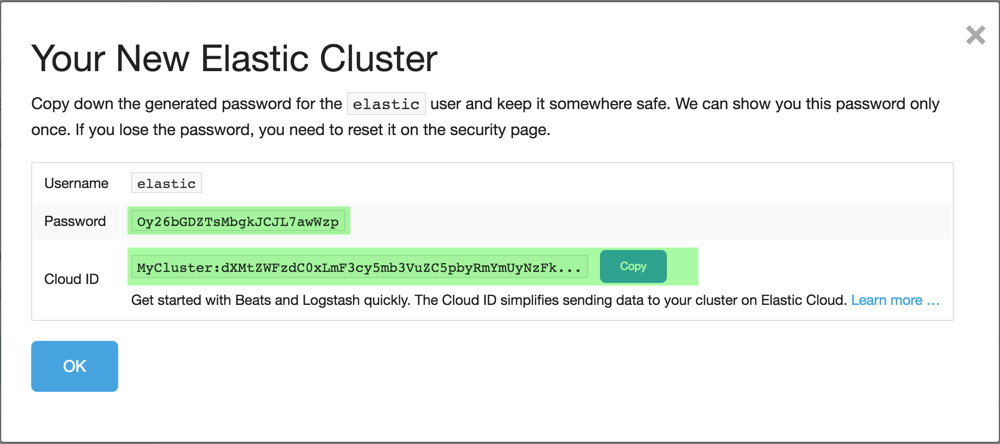 Your New Elastic Cluster
Copy down the generated password for the elastic user and keep it somewhere safe. We can show you this password only
once. If you lose the password, you need to reset it on the security page.
Username elastic
Password Oy26bGDZTsMbgkJCJL7awWzp
Cloud ID MyCluster:dXMtZWFzdC0xLmF3cy5mb3VuZC5pbyRmYmUyNzFk... Copy
Get started with Beats and Logstash quickly. The Cloud ID simplifies sending data to your cluster on Elastic Cloud. Learn more ...
OK